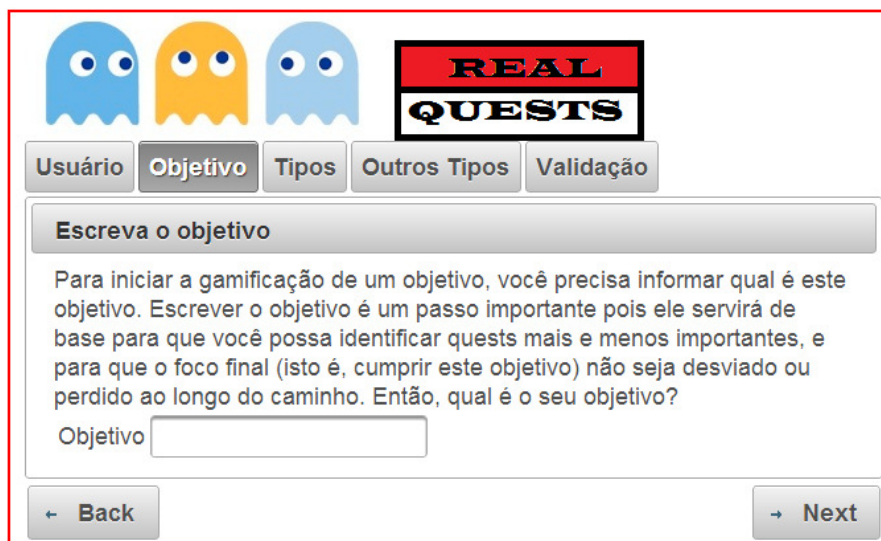 REAL
QUESTS
Usuário Objetivo Tipos Outros Tipos Validação
Escreva o objetivo
Para iniciar a gamificação de um objetivo, você precisa informar qual é este
objetivo. Escrever o objetivo é um passo importante pois ele servirá de
base para que você possa identificar quests mais e menos importantes, e
para que o foco final (isto é, cumprir este objetivo) não seja desviado ou
perdido ao longo do caminho. Então, qual é o seu objetivo?
Objetivo
← Back → Next